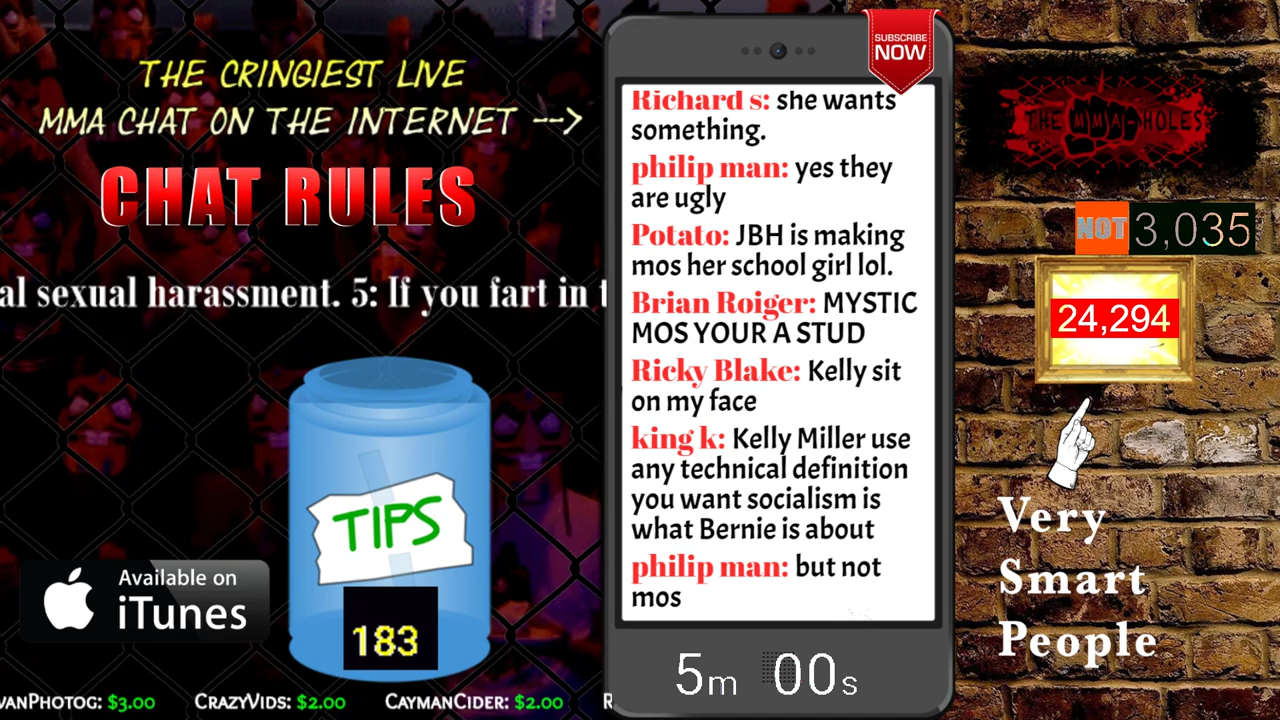 THE CRINGIEST LIVE
MMA CHAT ON THE INTERNET -->
CHAT RULES
al sexual harassment. 5: If you fart in t
TIPS
183
Available on
iTunes
VANPHOTOG: $3.00 CRAZYVIDS: $2.00 CAYMANCIDER: $2.00 R
SUBSCRIBE
NOW
Richard s: she wants
something.
philip man: yes they
are ugly
Potato: JBH is making
mos her school girl lol.
Brian Roiger: MYSTIC
MOS YOUR A STUD
Ricky Blake: Kelly sit
on my face
king k: Kelly Miller use
any technical definition
you want socialism is
what Bernie is about
philip man: but not
mos
5m 00s
THE MMA-HOLES
NOT 3,035
24,294
Very
Smart
People